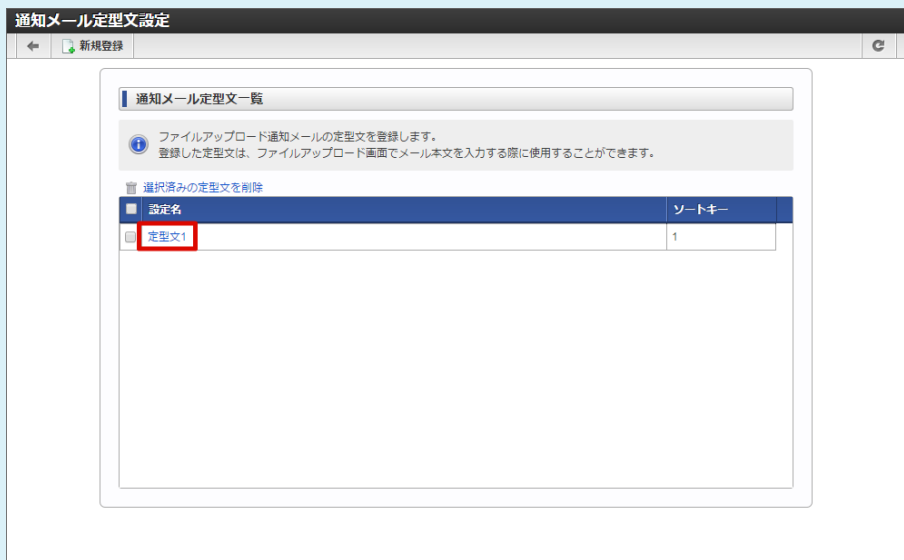 通知メール定型文設定
新規登録
通知メール定型文一覧
ファイルアップロード通知メールの定型文を登録します。
登録した定型文は、ファイルアップロード画面でメール本文を入力する際に使用することができます。
選択済みの定型文を削除
設定名 ソートキー
定型文1 1